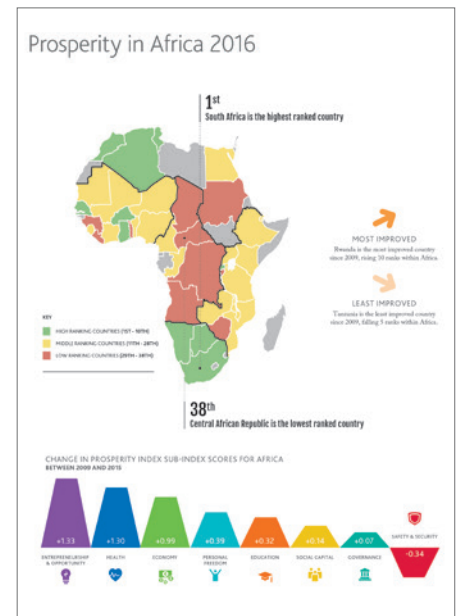 Prosperity in Africa 2016
1st
South Africa is the highest ranked country
MOST IMPROVED
Rwanda is the most improved country
since 2009, rising 10 ranks within Africa.
LEAST IMPROVED
Tanzania is the least improved country
since 2009, falling 5 ranks within Africa.
KEY
HIGH RANKING COUNTRIES (1ST - 10TH)
MIDDLE RANKING COUNTRIES (11TH - 28TH)
LOW RANKING COUNTRIES (29TH - 38TH)
38th
Central African Republic is the lowest ranked country
CHANGE IN PROSPERITY INDEX SUB-INDEX SCORES FOR AFRICA
BETWEEN 2009 AND 2015
+1.33
+1.30
+0.99
+0.39
+0.32
+0.14
+0.07
SAFETY & SECURITY
-0.34
ENTREPRENEURSHIP
& OPPORTUNITY
HEALTH
ECONOMY
PERSONAL
FREEDOM
EDUCATION
SOCIAL CAPITAL
GOVERNANCE